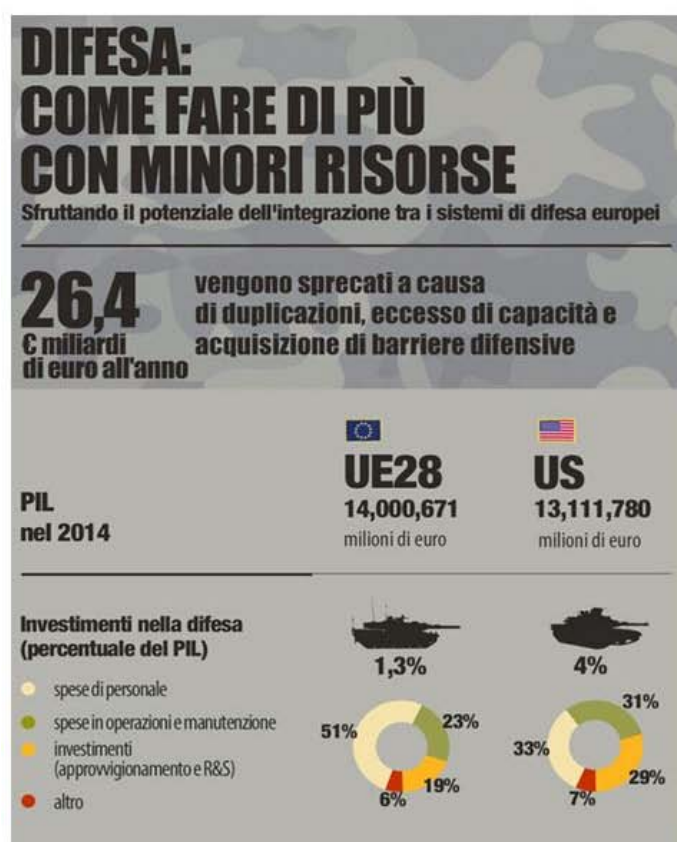 DIFESA:
COME FARE DI PIÙ
CON MINORI RISORSE
Sfruttando il potenziale dell'integrazione tra i sistemi di difesa europei
26,4
€ miliardi
di euro all'anno
vengono sprecati a causa
di duplicazioni, eccesso di capacità e
acquisizione di barriere difensive
PIL
nel 2014
UE28
14,000,671
milioni di euro
US
13,111,780
milioni di euro
Investimenti nella difesa
(percentuale del PIL)
1,3%
4%
spese di personale
spese in operazioni e manutenzione
investimenti
(approvvigionamento e R&S)
altro
51%
23%
19%
6%
33%
31%
29%
7%